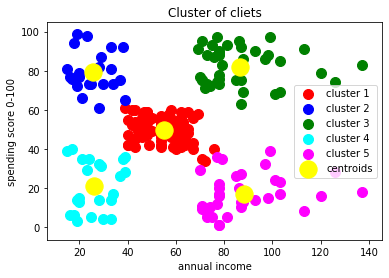 Cluster of cliets
spending score 0-100
100
80
60
40
20
0
cluster 1
cluster 2
cluster 3
cluster 4
cluster 5
centroids
20
40
60
80
100
120
140
annual income